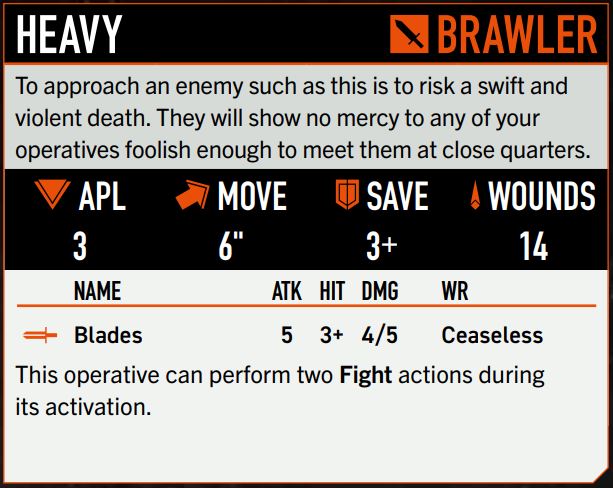 HEAVY BRAWLER
To approach an enemy such as this is to risk a swift and
violent death. They will show no mercy to any of your
operatives foolish enough to meet them at close quarters.
APL MOVE SAVE WOUNDS
3 6" 3+ 14
NAME ATK HIT DMG WR
Blades 5 3+ 4/5 Ceaseless
This operative can perform two Fight actions during
its activation.